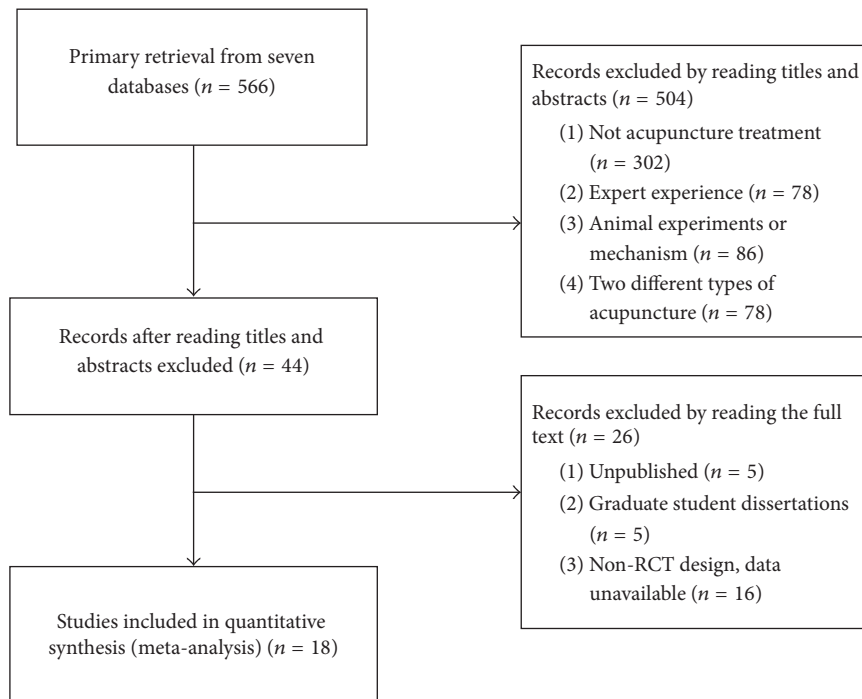 Primary retrieval from seven
databases (n = 566)
Records excluded by reading titles and
abstracts (n = 504)
(1) Not acupuncture treatment
(n = 302)
(2) Expert experience (n = 78)
(3) Animal experiments or
mechanism (n = 86)
(4) Two different types of
acupuncture (n = 78)
Records after reading titles and
abstracts excluded (n = 44)
Records excluded by reading the full
text (n = 26)
(1) Unpublished (n = 5)
(2) Graduate student dissertations
(n = 5)
(3) Non-RCT design, data
unavailable (n = 16)
Studies included in quantitative
synthesis (meta-analysis) (n = 18)